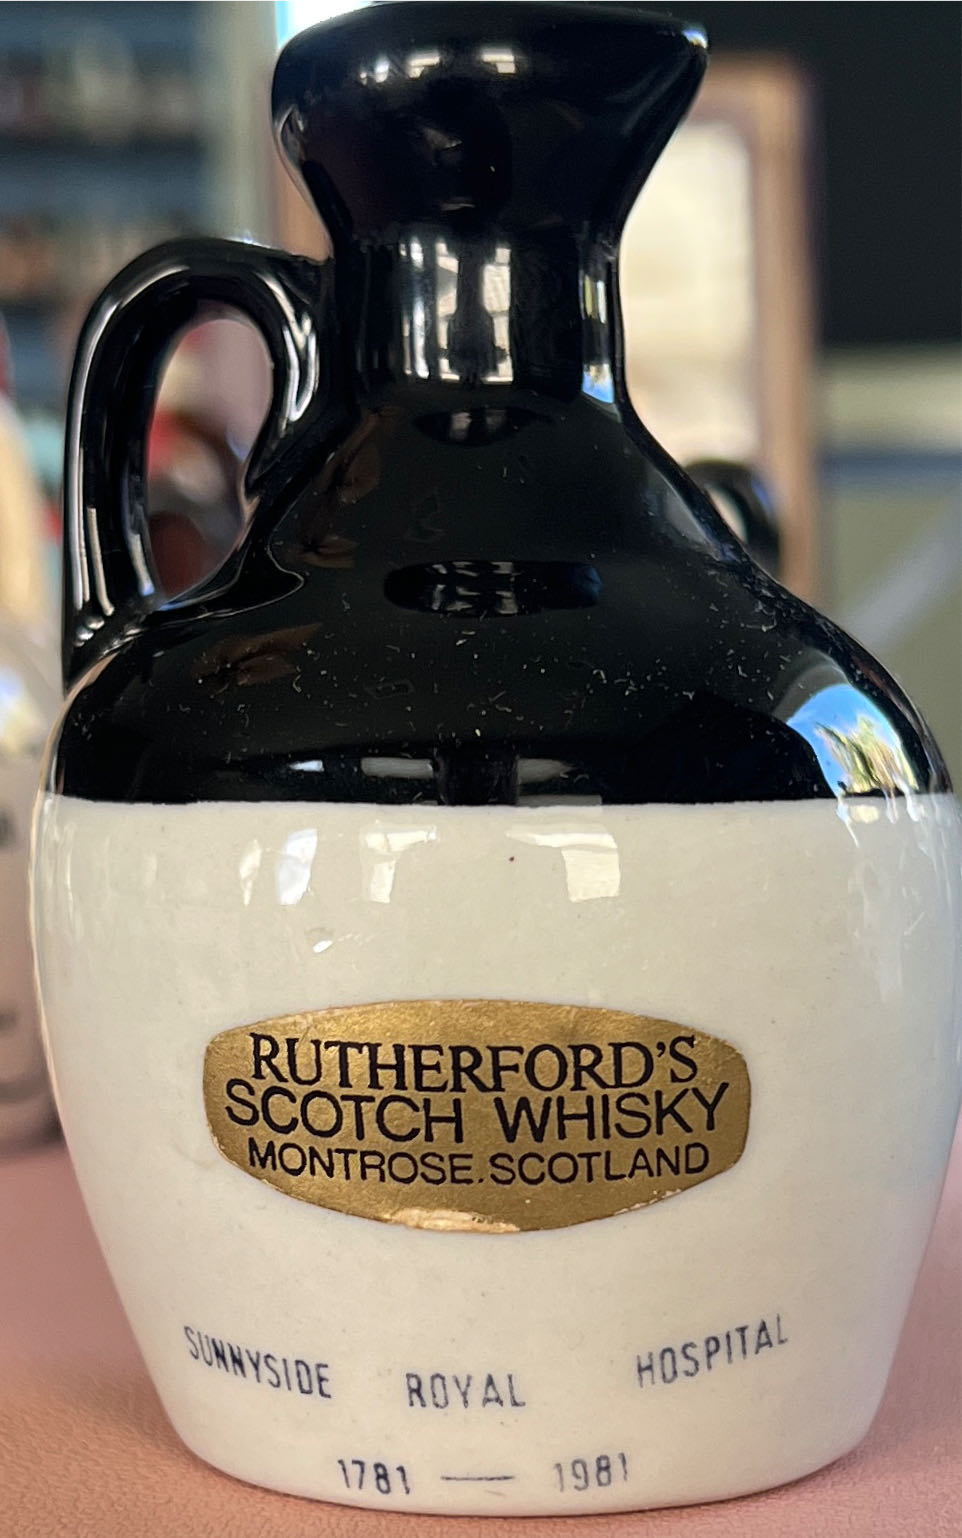 RUTHERFORD'S
SCOTCH WHISKY
MONTROSE.SCOTLAND
SUNNYSIDE ROYAL HOSPITAL
1781 — 1981